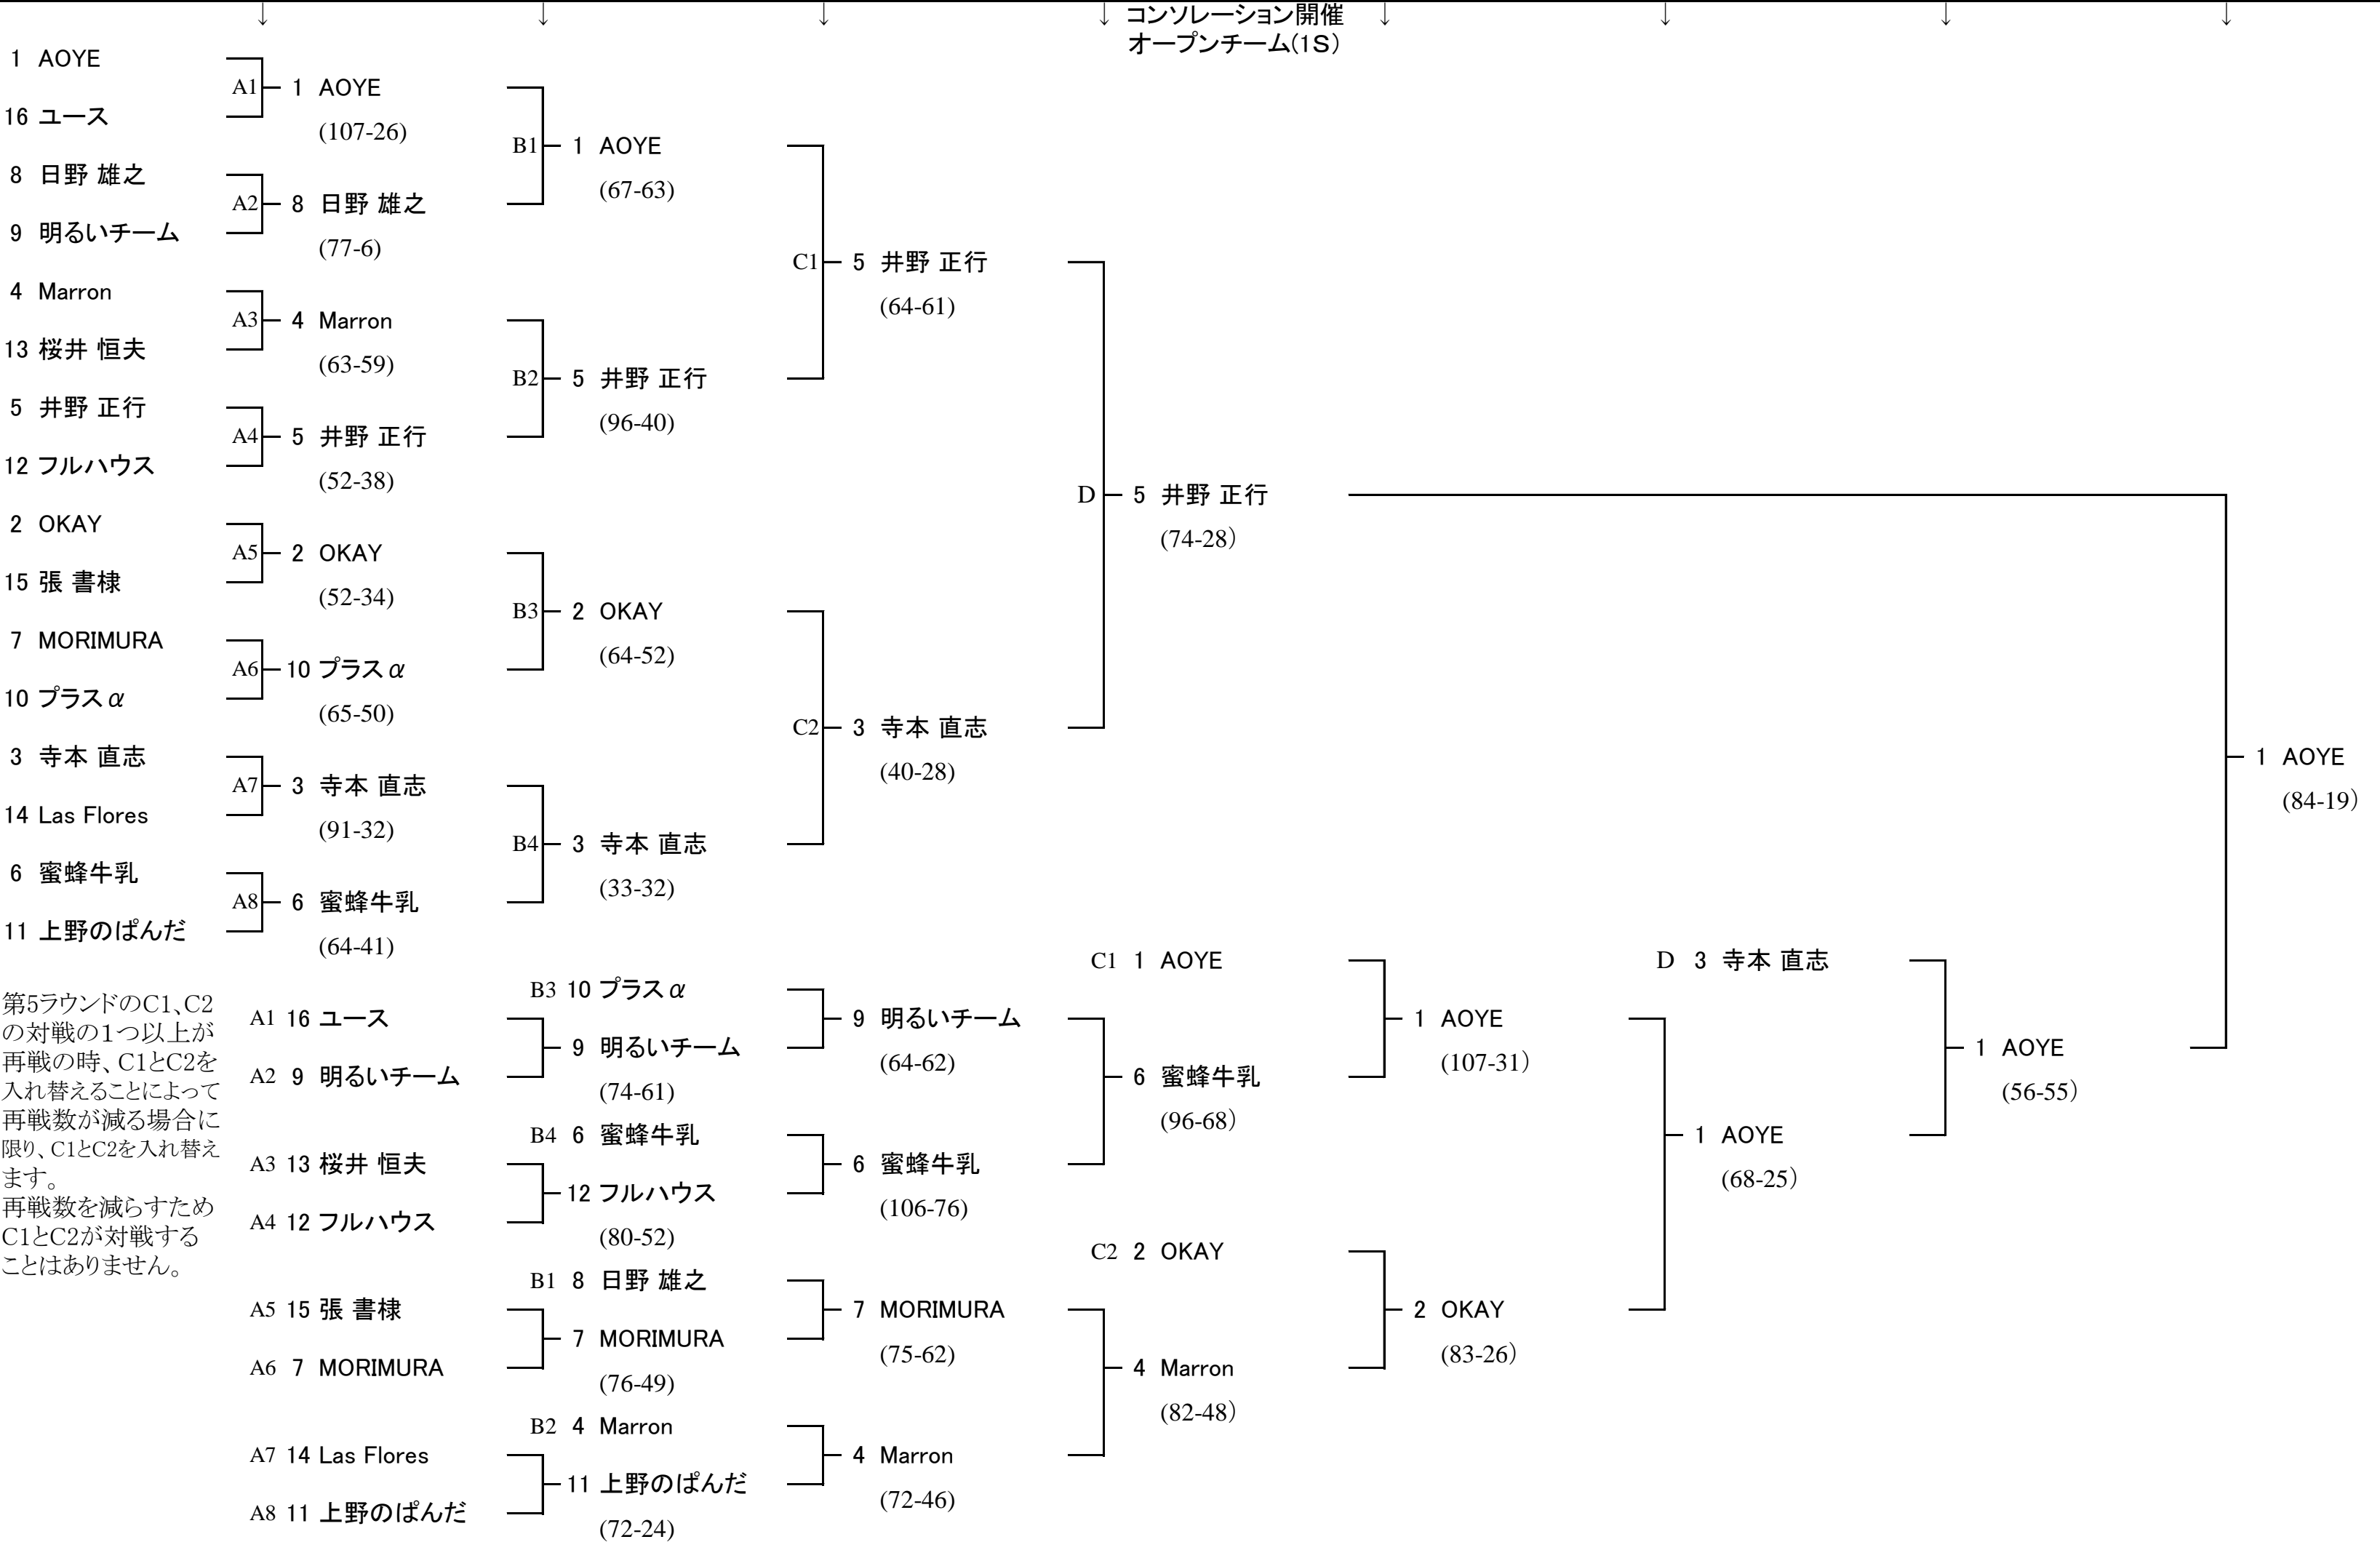 コンソレーション開催
オープンチーム(1S)
1 AOYE
16 ユース
8 日野 雄之
9 明るいチーム
4 Marron
13 桜井 恒夫
5 井野 正行
12 フルハウス
2 OKAY
15 張 書棣
7 MORIMURA
10 プラスα
3 寺本 直志
14 Las Flores
6 蜜蜂牛乳
11 上野のぱんだ
A1 1 AOYE
(107-26)
A2 8 日野 雄之
(77-6)
A3 4 Marron
(63-59)
A4 5 井野 正行
(52-38)
A5 2 OKAY
(52-34)
A6 10 プラスα
(65-50)
A7 3 寺本 直志
(91-32)
A8 6 蜜蜂牛乳
(64-41)
B1 1 AOYE
(67-63)
B2 5 井野 正行
(96-40)
B3 2 OKAY
(64-52)
B4 3 寺本 直志
(33-32)
C1 5 井野 正行
(64-61)
C2 3 寺本 直志
(40-28)
D 5 井野 正行
(74-28)
1 AOYE
(84-19)
第5ラウンドのC1、C2
の対戦の1つ以上が
再戦の時、C1とC2を
入れ替えることによって
再戦数が減る場合に
限り、C1とC2を入れ替え
ます。
再戦数を減らすため
C1とC2が対戦する
ことはありません。
A1 16 ユース
A2 9 明るいチーム
A3 13 桜井 恒夫
A4 12 フルハウス
A5 15 張 書棣
A6 7 MORIMURA
A7 14 Las Flores
A8 11 上野のぱんだ
B3 10 プラスα
9 明るいチーム
(74-61)
B4 6 蜜蜂牛乳
12 フルハウス
(80-52)
B1 8 日野 雄之
7 MORIMURA
(76-49)
B2 4 Marron
11 上野のぱんだ
(72-24)
9 明るいチーム
(64-62)
6 蜜蜂牛乳
(106-76)
7 MORIMURA
(75-62)
4 Marron
(72-46)
C1 1 AOYE
6 蜜蜂牛乳
(96-68)
C2 2 OKAY
4 Marron
(82-48)
1 AOYE
(107-31)
2 OKAY
(83-26)
D 3 寺本 直志
1 AOYE
(68-25)
1 AOYE
(56-55)